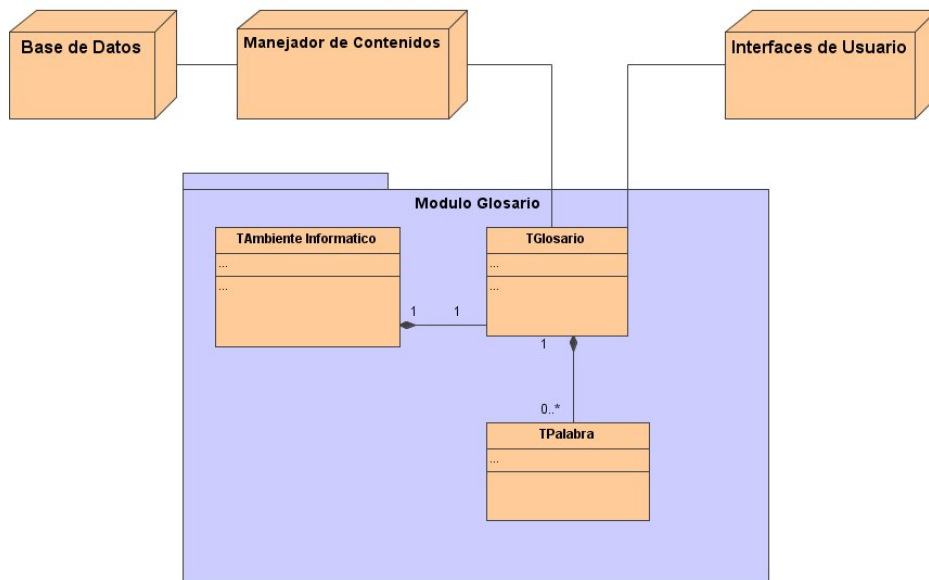 Base de Datos
Manejador de Contenidos
Interfaces de Usuario
Modulo Glosario
TAmbiente Informatico
...
...
TGlosario
...
...
1
1
1
0..*
TPalabra
...